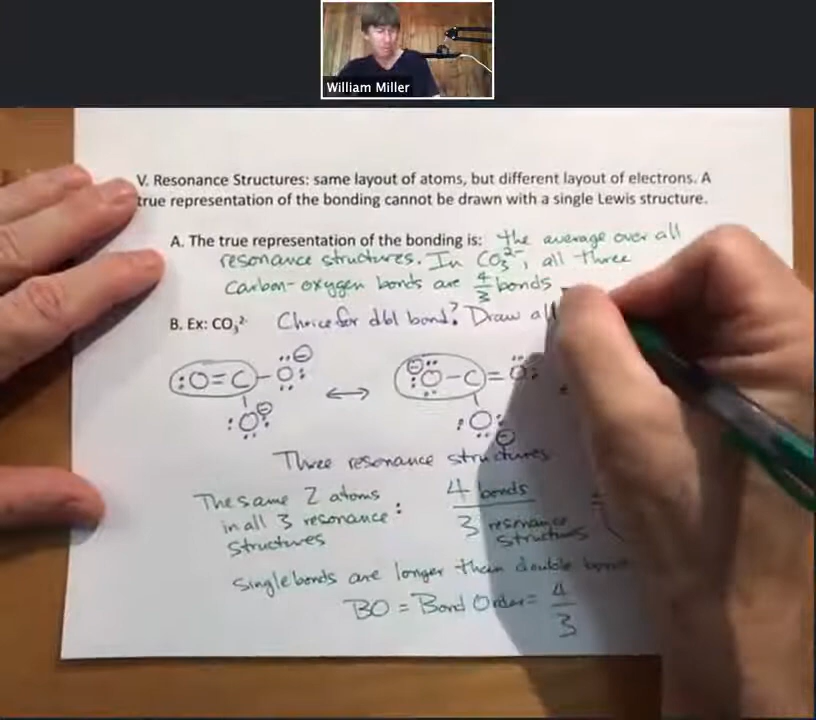 William Miller
V. Resonance Structures: same layout of atoms, but different layout of electrons. A
true representation of the bonding cannot be drawn with a single Lewis structure.
A. The true representation of the bonding is: the average over all
resonance structures. In CO₃²⁻, all three
carbon-oxygen bonds are 4/3 bonds
B. Ex: CO₃²⁻ Choice for dbl bond? Draw all
:O=C-O: ↔ :O-C=O:
:O: :O:
Three resonance structures
The same 2 atoms
in all 3 resonance :
structures
4 bonds
3 resonance
structures
=
Single bonds are longer than double
BO = Bond Order = 4/3